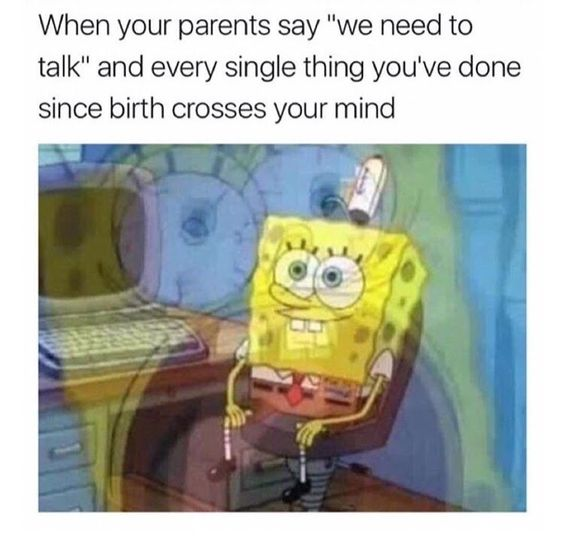 When your parents say "we need to
talk" and every single thing you've done
since birth crosses your mind